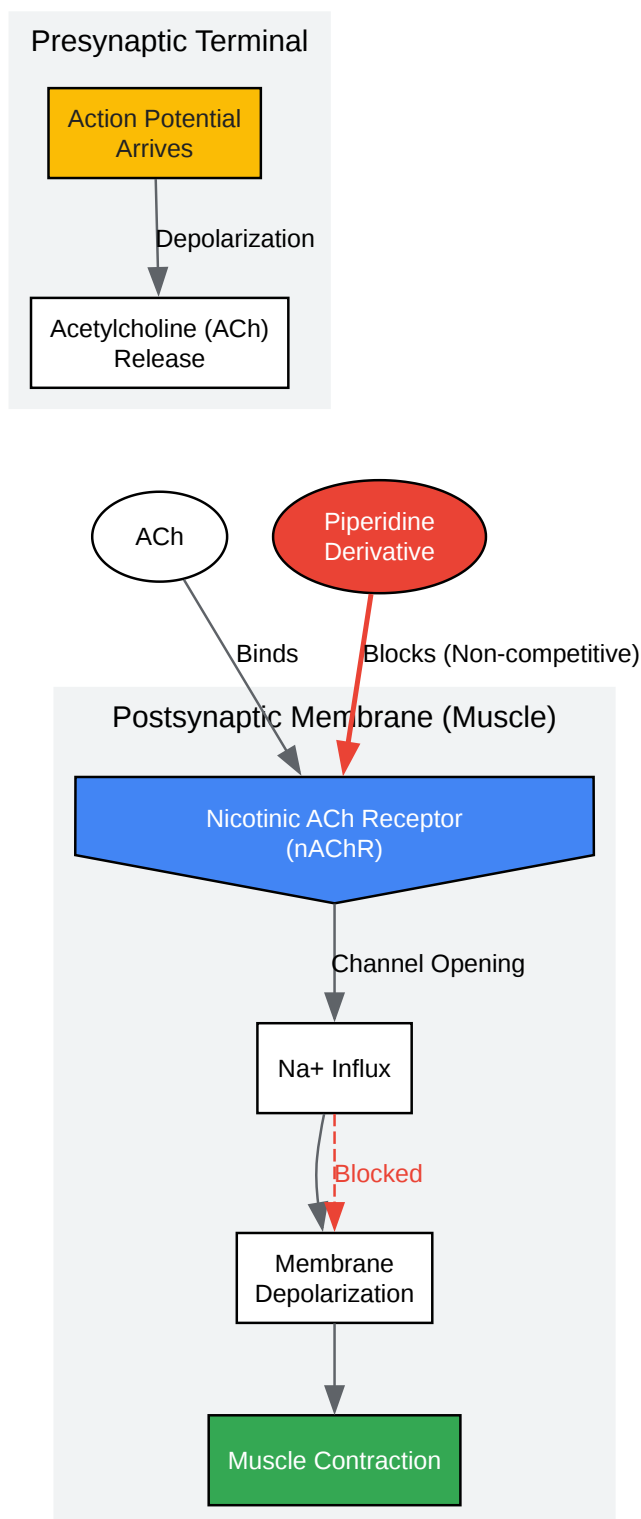 Presynaptic Terminal
Action Potential
Arrives
Depolarization
Acetylcholine (ACh)
Release
ACh
Piperidine
Derivative
Binds
Blocks (Non-competitive)
Postsynaptic Membrane (Muscle)
Nicotinic ACh Receptor
(nAChR)
Channel Opening
Na+ Influx
Blocked
Membrane
Depolarization
Muscle Contraction